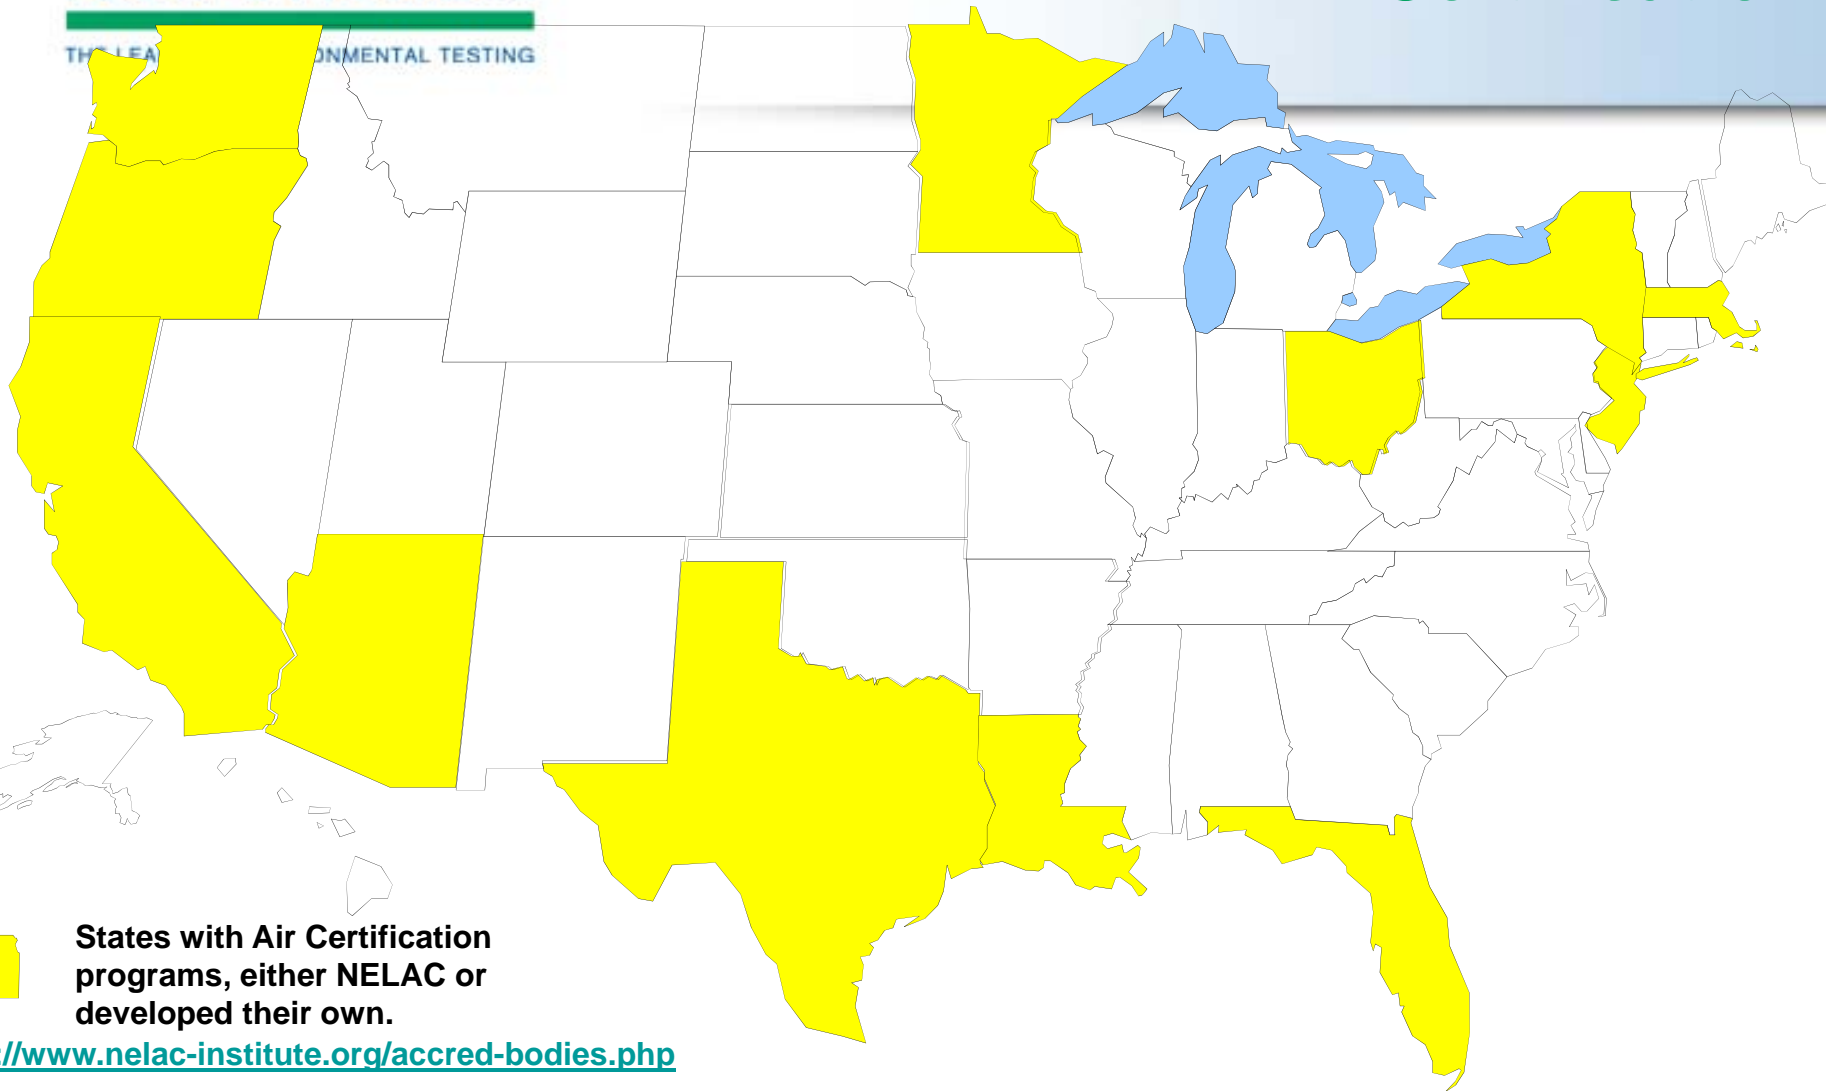 ONMENTAL TESTING
States with Air Certification
programs, either NELAC or
developed their own.
://www.nelac-institute.org/accred-bodies.php